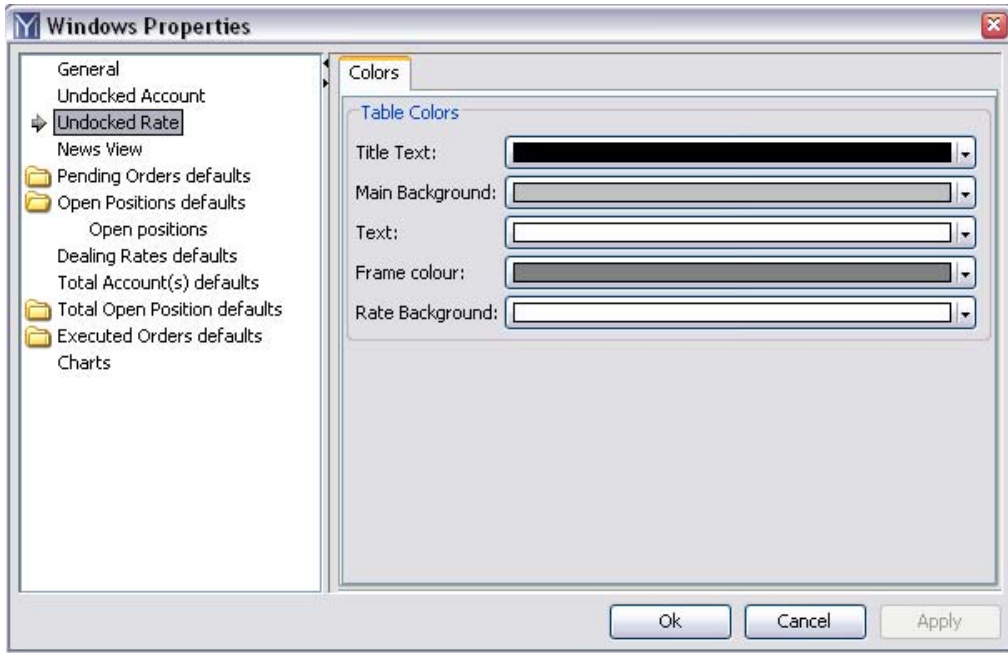 Windows Properties
General
Undocked Account
Undocked Rate
News View
Pending Orders defaults
Open Positions defaults
Open positions
Dealing Rates defaults
Total Account(s) defaults
Total Open Position defaults
Executed Orders defaults
Charts
Colors
Table Colors
Title Text:
Main Background:
Text:
Frame colour:
Rate Background:
Ok Cancel Apply